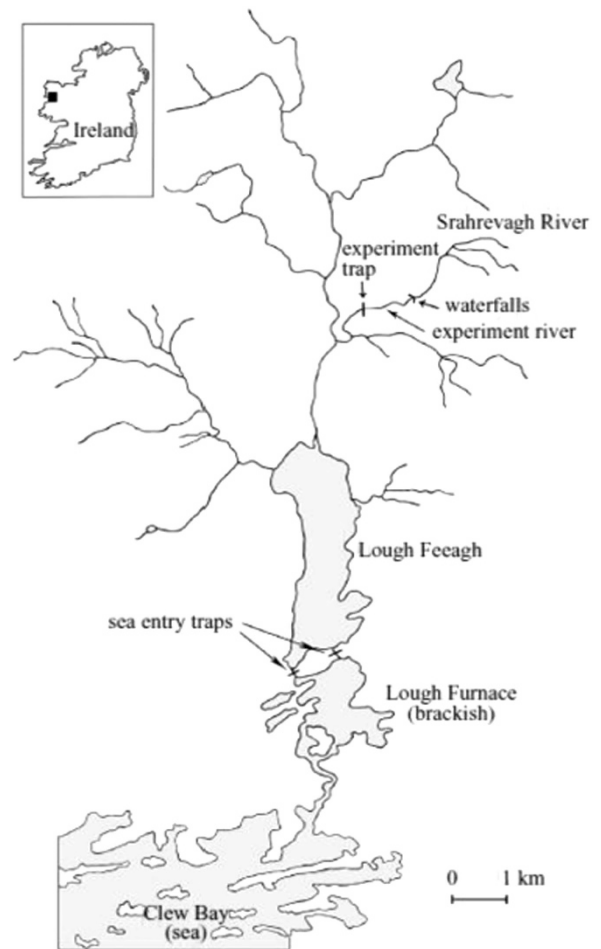 Ireland
Srahrevagh River
experiment
trap
waterfalls
experiment river
Lough Feeagh
sea entry traps
Lough Furnace
(brackish)
0 1 km
Clew Bay
(sea)